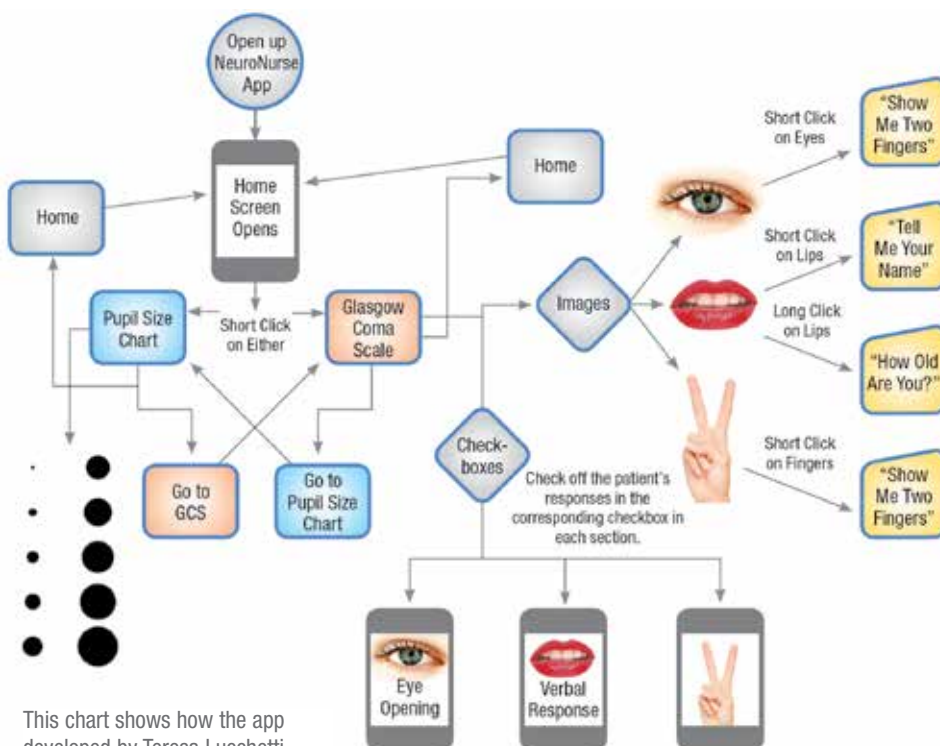 Open up
NeuroNurse
App
Home
Screen
Opens
Home
Home
Pupil Size
Chart
Short Click
on Either
Glasgow
Coma
Scale
Go to
GCS
Go to
Pupil Size
Chart
Images
Check-
boxes
Check off the patient's
responses in the
corresponding checkbox in
each section.
Short Click
on Eyes
"Show
Me Two
Fingers"
Short Click
on Lips
"Tell
Me Your
Name"
Long Click
on Lips
"How Old
Are You?"
Short Click
on Fingers
"Show
Me Two
Fingers"
Eye
Opening
Verbal
Response
This chart shows how the app
developed by Teresa Lucchetti